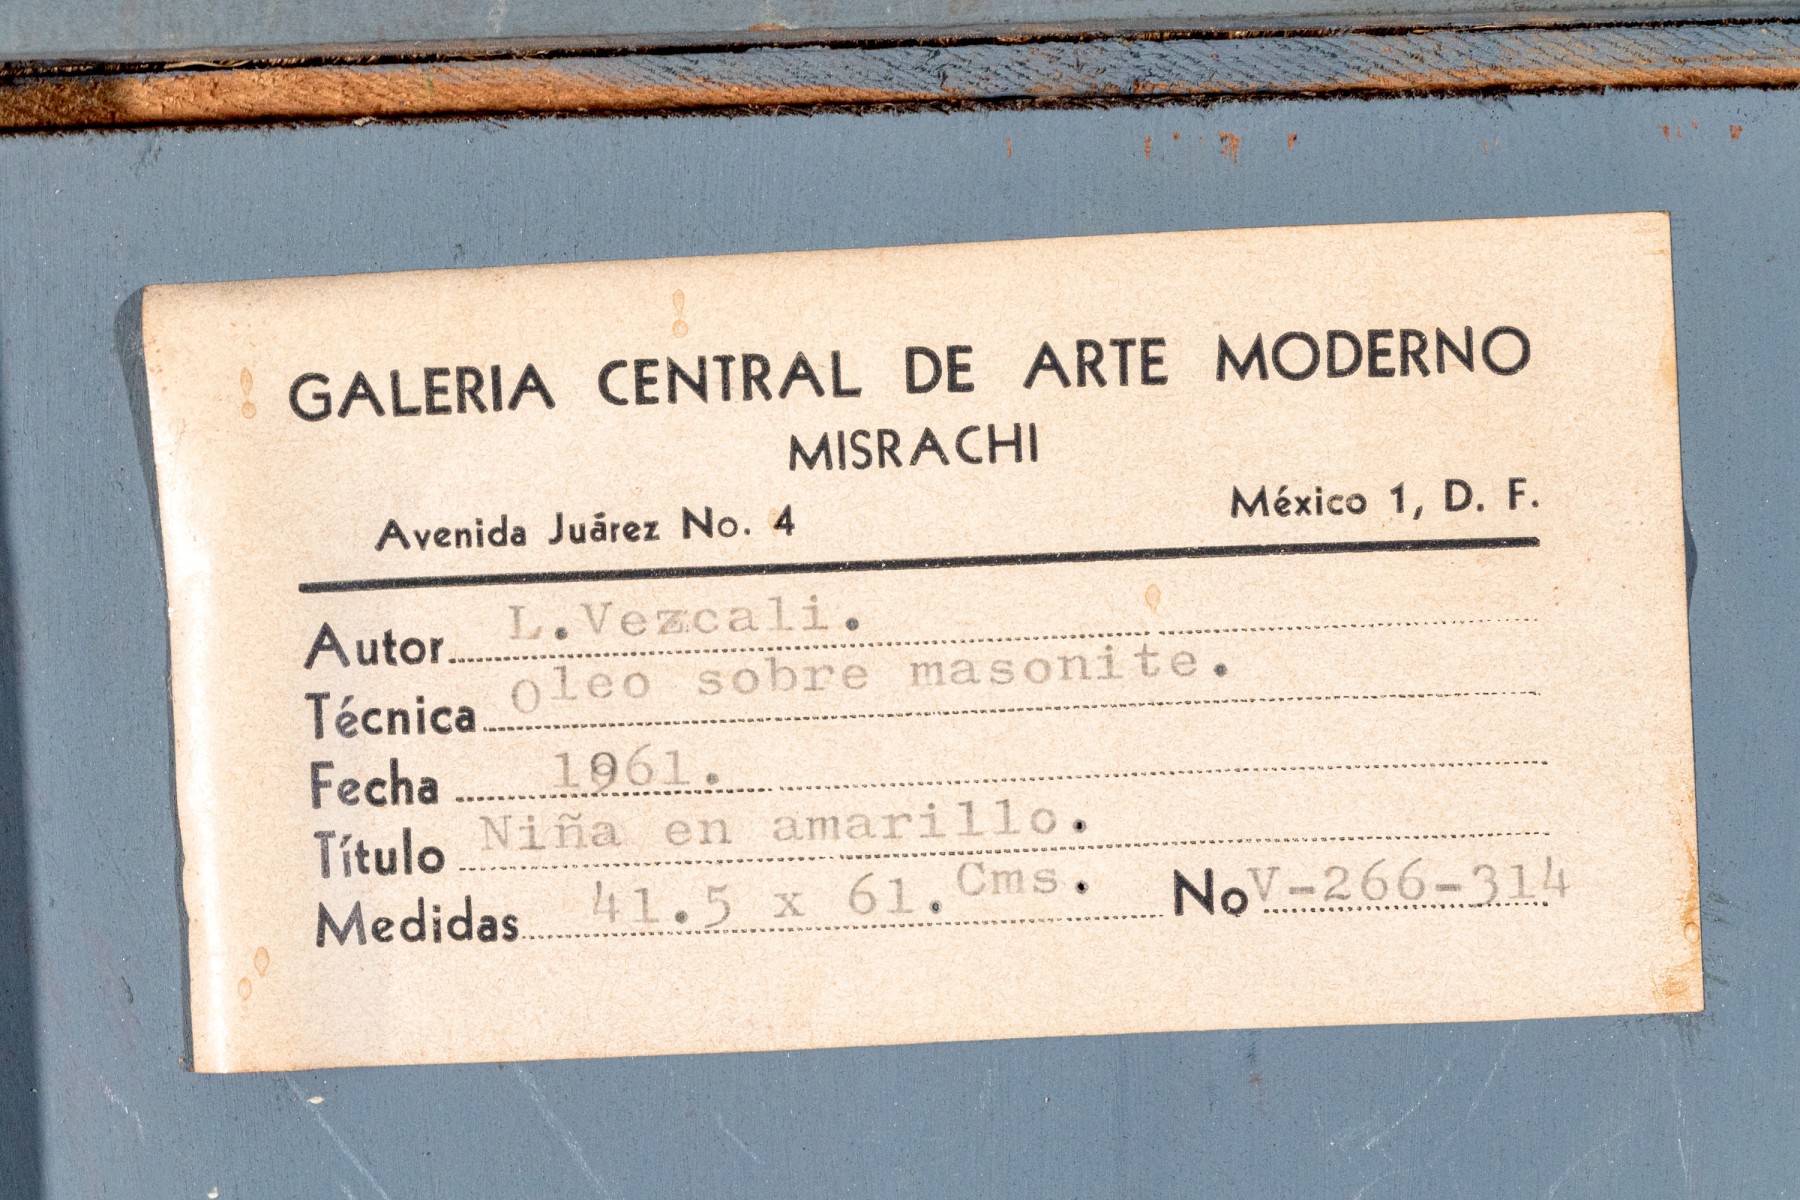 GALERIA CENTRAL DE ARTE MODERNO
MISRACHI
Avenida Juárez No. 4 México 1, D. F.
Autor L.Vezcali.
Técnica Oleo sobre masonite.
Fecha 1961.
Título Niña en amarillo.
Medidas 41.5 x 61.Cms. No V-266-314